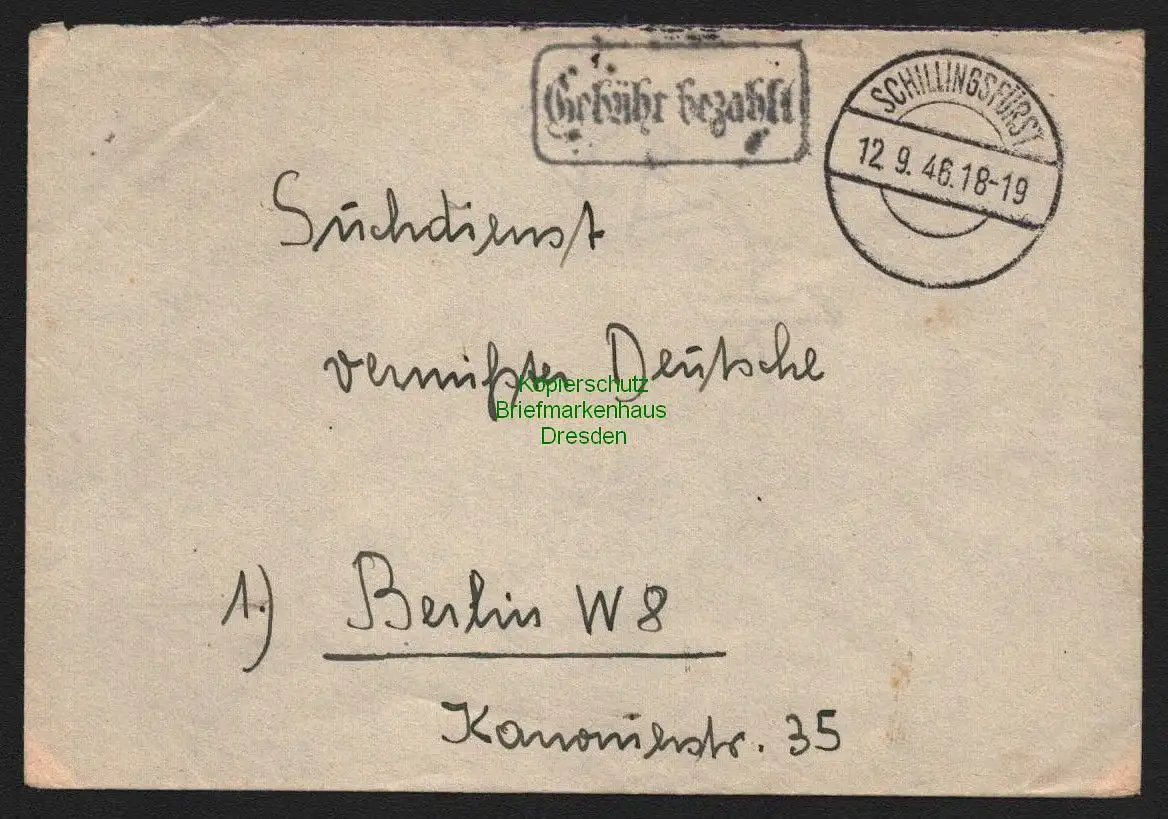 Gebühr bezahlt
SCHILLINGSFÜRST
12.9.46.18-19
Suchdienst
vermißter Deutsche
Kopierschutz
Briefmarkenhaus
Dresden
1.) Berlin W 8
Kanonierstr. 35